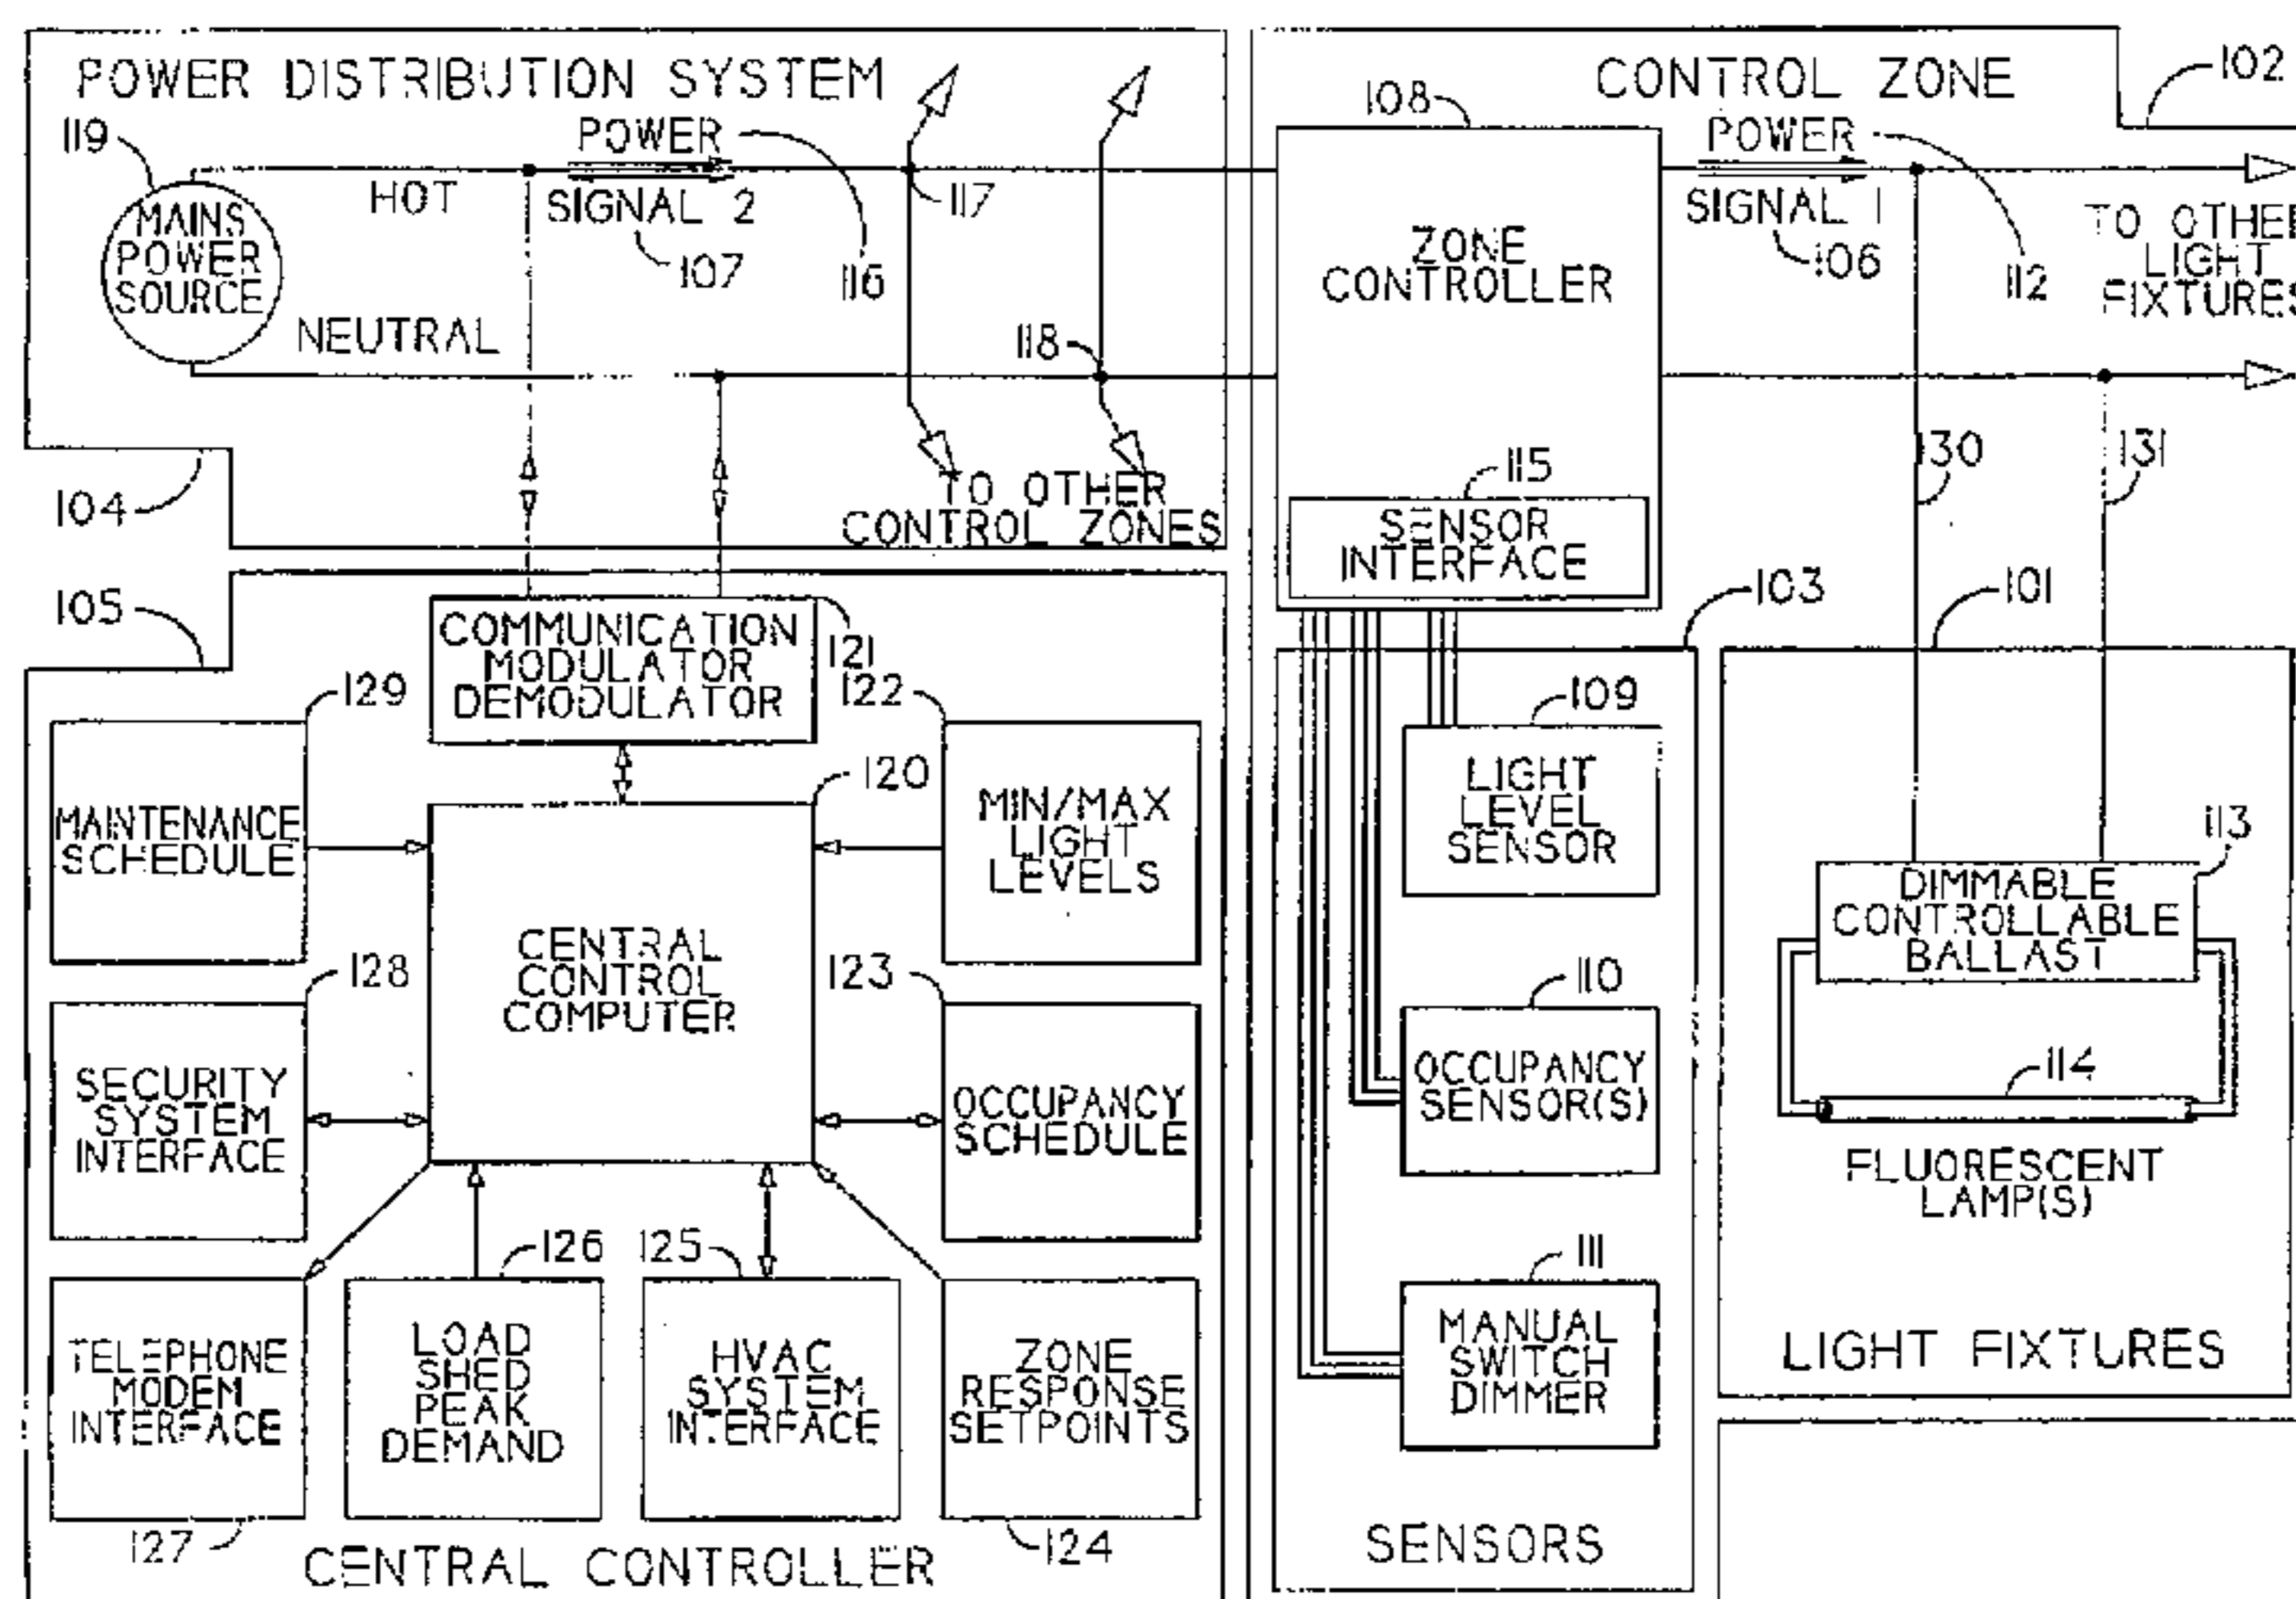 POWER DISTRIBUTION SYSTEM
119
POWER
HOT
SIGNAL 2
107
116
117
MAINS
POWER
SOURCE
NEUTRAL
118
104
TO OTHER
CONTROL ZONES
CONTROL ZONE
102
108
POWER
SIGNAL 1
106
112
ZONE
CONTROLLER
TO OTHER
LIGHT
FIXTURES
130
131
115
SENSOR
INTERFACE
103
101
105
COMMUNICATION
MODULATOR
DEMODULATOR
121
122
129
120
MAINTENANCE
SCHEDULE
MIN/MAX
LIGHT
LEVELS
CENTRAL
CONTROL
COMPUTER
128
123
SECURITY
SYSTEM
INTERFACE
OCCUPANCY
SCHEDULE
126
125
TELEPHONE
MODEM
INTERFACE
LOAD
SHED
PEAK
DEMAND
HVAC
SYSTEM
INTERFACE
ZONE
RESPONSE
SETPOINTS
127
124
CENTRAL CONTROLLER
109
LIGHT
LEVEL
SENSOR
110
OCCUPANCY
SENSOR(S)
111
MANUAL
SWITCH
DIMMER
SENSORS
113
DIMMABLE
CONTROLLABLE
BALLAST
114
FLUORESCENT
LAMP(S)
LIGHT FIXTURES